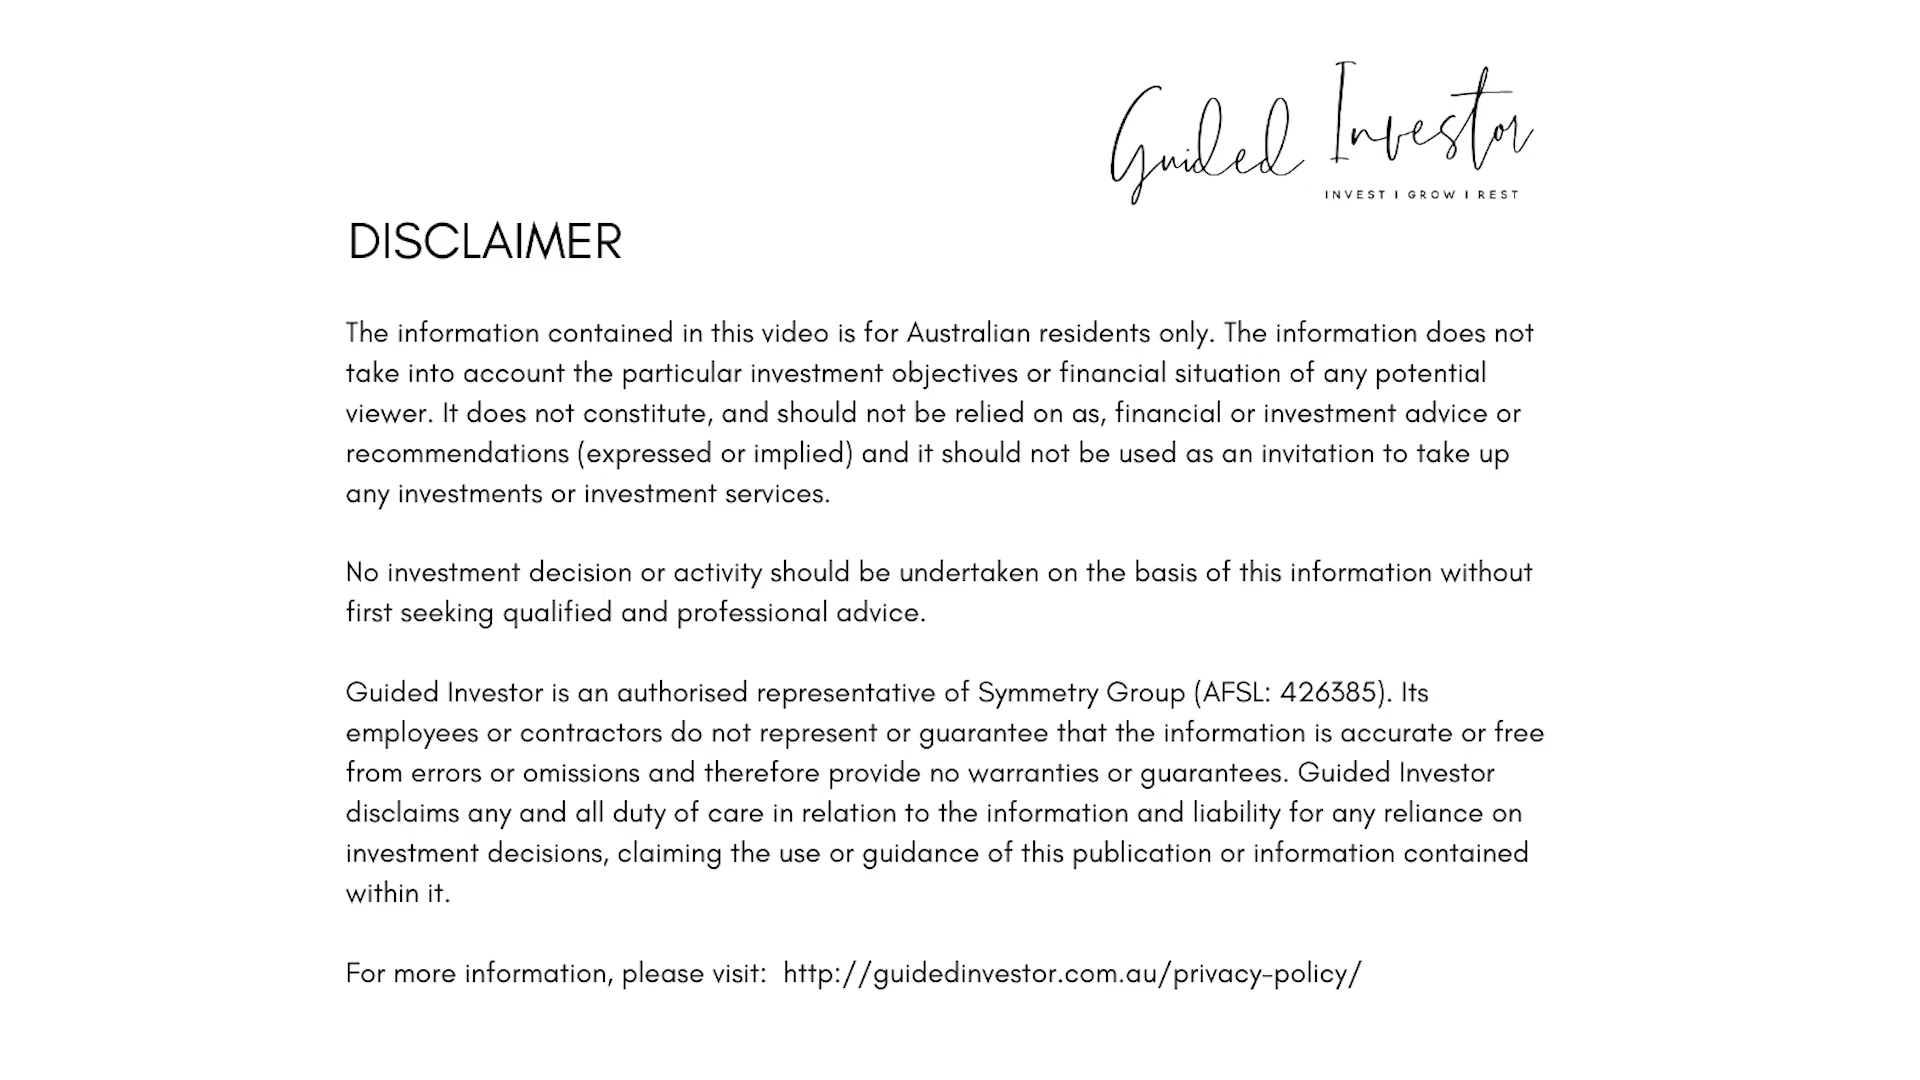 Guided Investor
INVEST | GROW | REST
DISCLAIMER
The information contained in this video is for Australian residents only. The information does not
take into account the particular investment objectives or financial situation of any potential
viewer. It does not constitute, and should not be relied on as, financial or investment advice or
recommendations (expressed or implied) and it should not be used as an invitation to take up
any investments or investment services.
No investment decision or activity should be undertaken on the basis of this information without
first seeking qualified and professional advice.
Guided Investor is an authorised representative of Symmetry Group (AFSL: 426385). Its
employees or contractors do not represent or guarantee that the information is accurate or free
from errors or omissions and therefore provide no warranties or guarantees. Guided Investor
disclaims any and all duty of care in relation to the information and liability for any reliance on
investment decisions, claiming the use or guidance of this publication or information contained
within it.
For more information, please visit: http://guidedinvestor.com.au/privacy-policy/